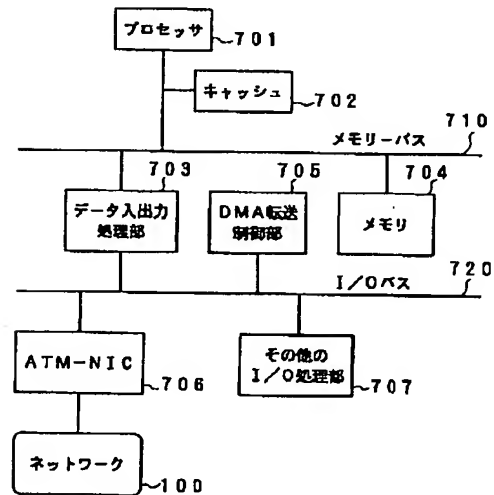 プロセッサ
701
キャッシュ
702
メモリーバス
710
703
705
704
データ入出力
処理部
DMA転送
制御部
メモリ
I/Oバス
720
ATM-NIC
706
その他の
I/O処理部
707
ネットワーク
100